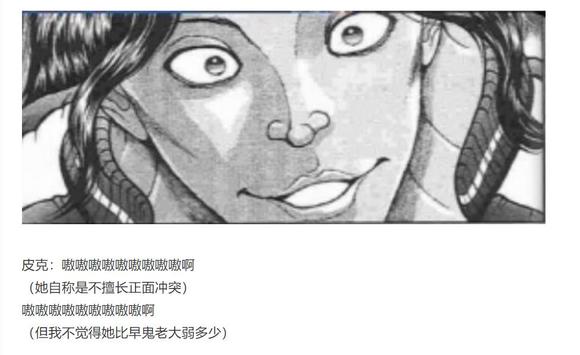 皮克：嗷嗷嗷嗷嗷嗷嗷嗷嗷啊
（她自称是不擅长正面冲突）
嗷嗷嗷嗷嗷嗷嗷嗷嗷啊
（但我不觉得她比早鬼老大弱多少）